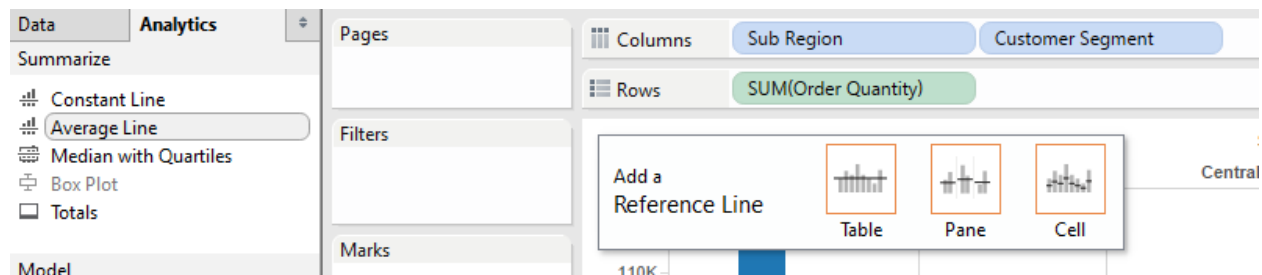 Data
Analytics
Summarize
Constant Line
Average Line
Median with Quartiles
Box Plot
Totals
Model
Pages
Filters
Marks
Columns
Sub Region
Customer Segment
Rows
SUM(Order Quantity)
Add a
Reference Line
Table
Pane
Cell
Central
110K